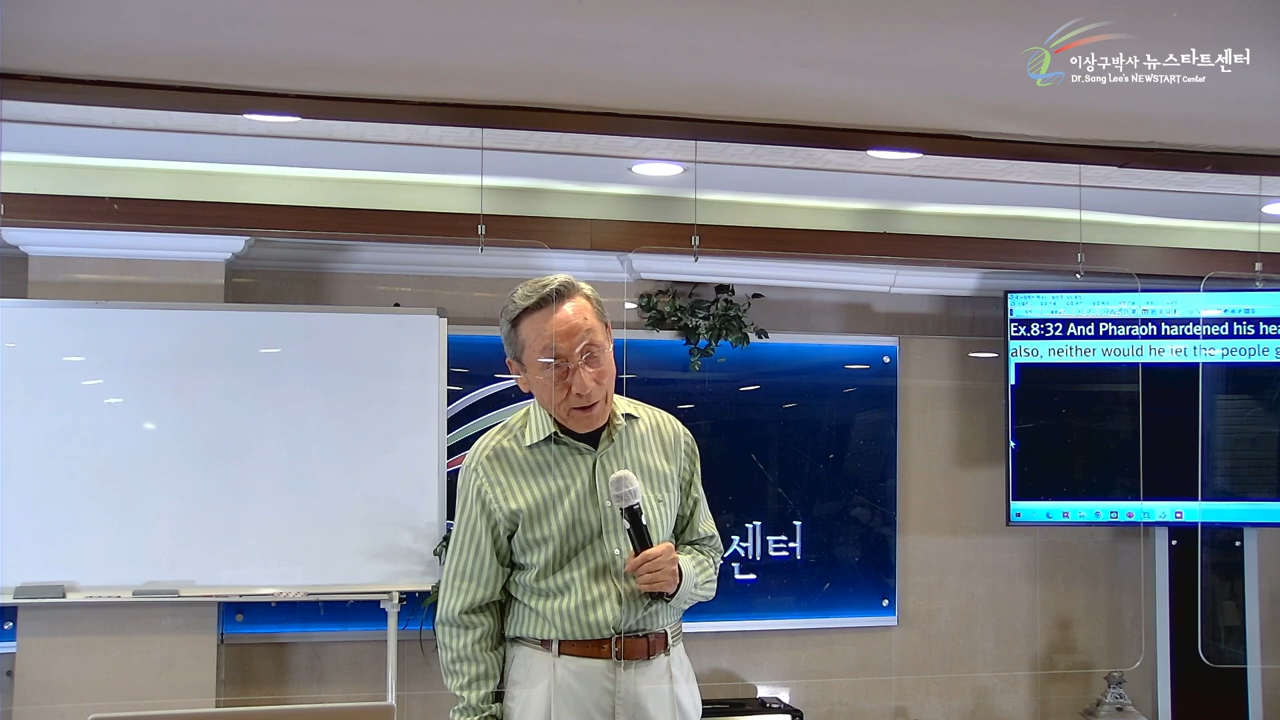 이상구박사 뉴스타트센터
Dr. Sang Lee's NEWSTART Center
Ex.8:32 And Pharaoh hardened his
also, neither would he let the people
센터